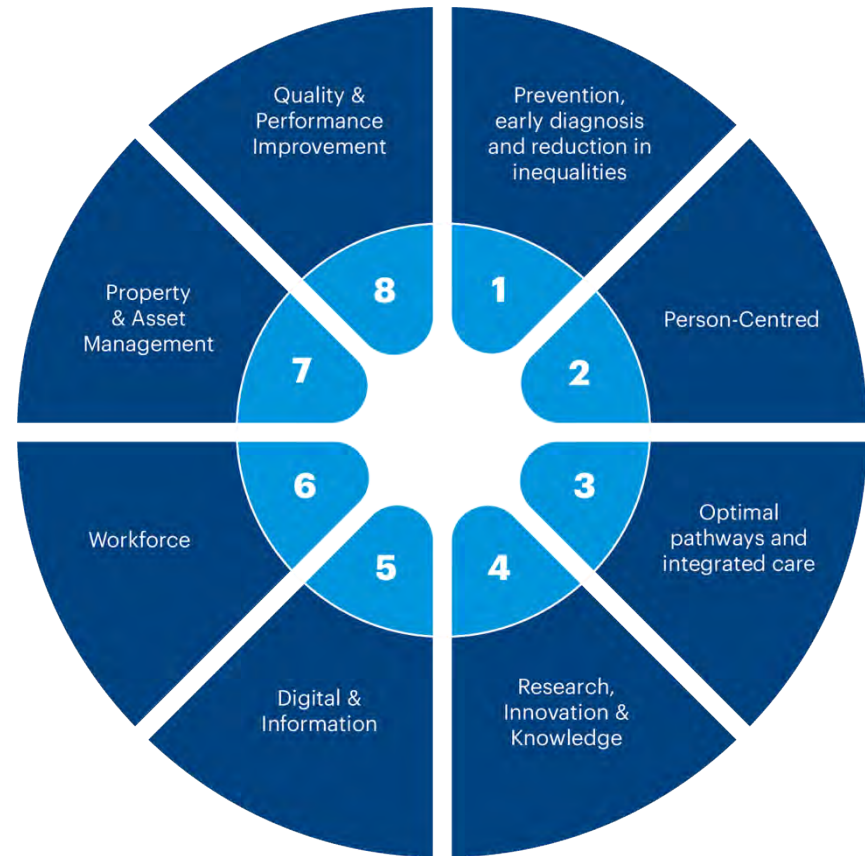 1
Prevention,
early diagnosis
and reduction in
inequalities
2
Person-Centred
3
Optimal
pathways and
integrated care
4
Research,
Innovation &
Knowledge
5
Digital &
Information
6
Workforce
7
Property
& Asset
Management
8
Quality &
Performance
Improvement